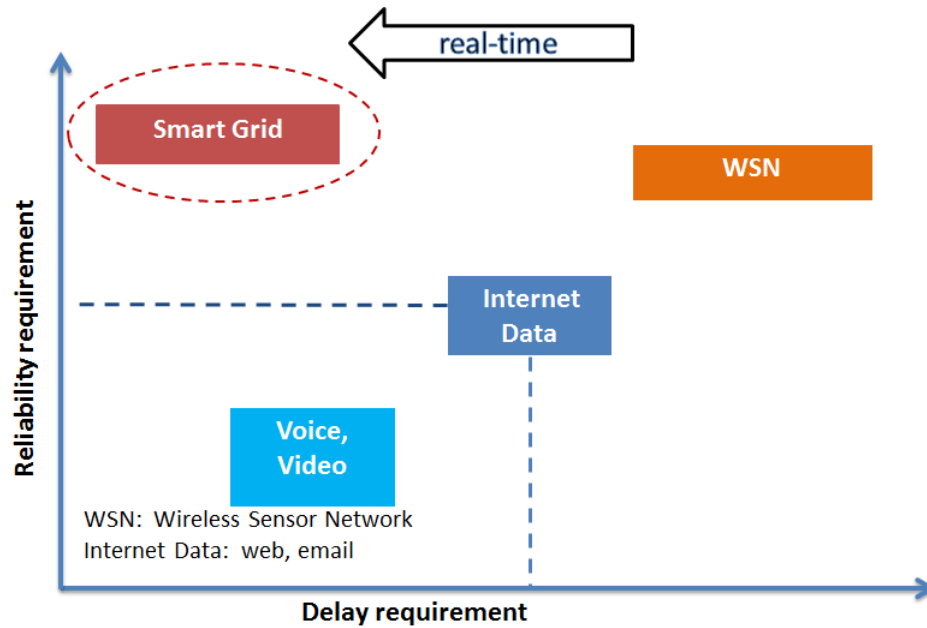 real-time
Smart Grid
WSN
Reliability requirement
Internet
Data
Voice,
Video
WSN: Wireless Sensor Network
Internet Data: web, email
Delay requirement